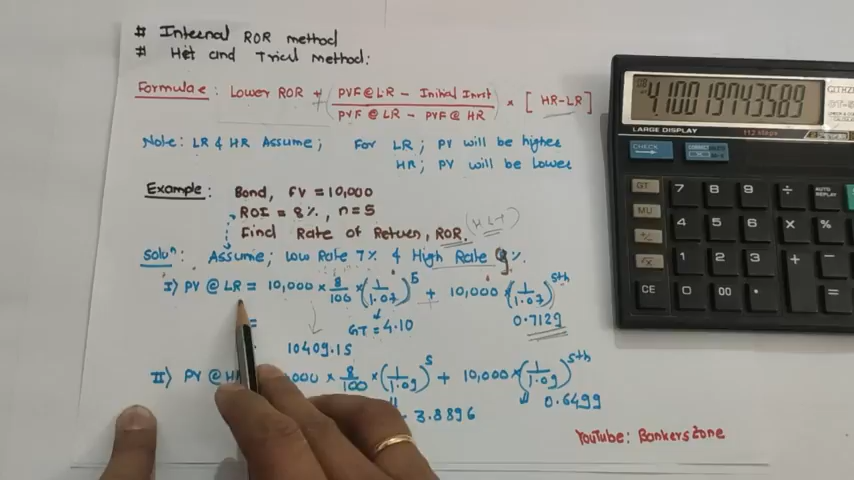 # Internal ROR method
# Het and Trial method:
Formulae: Lower ROR + (PVF@LR - Initial Invst / PVF@LR - PVF@HR) × [HR-LR]
Note: LR & HR Assume; For LR; PV will be higher
HR; PV will be Lower
Example: Bond, FV = 10,000
ROI = 8%, n=5
Find Rate of Return, ROR. (H&T)
Soluⁿ: Assume; Low Rate 7% & High Rate 9%.
I) PV @ LR = 10,000 × 8/100 × (1/1.07)^5 + 10,000 × (1/1.07)^5th
= GT = 4.10 0.7129
10409.15
II) PV @ HR 000 × 8/100 × (1/1.09)^5 + 10,000 × (1/1.09)^5th
3.8896 0.6499
YouTube: BankersZone
4.10019743589
LARGE DISPLAY 112 steps
CHECK CORRECT
GT 7 8 9 ÷ AUTO REPLAY
MU 4 5 6 × %
1 2 3 + -
CE 0 . =